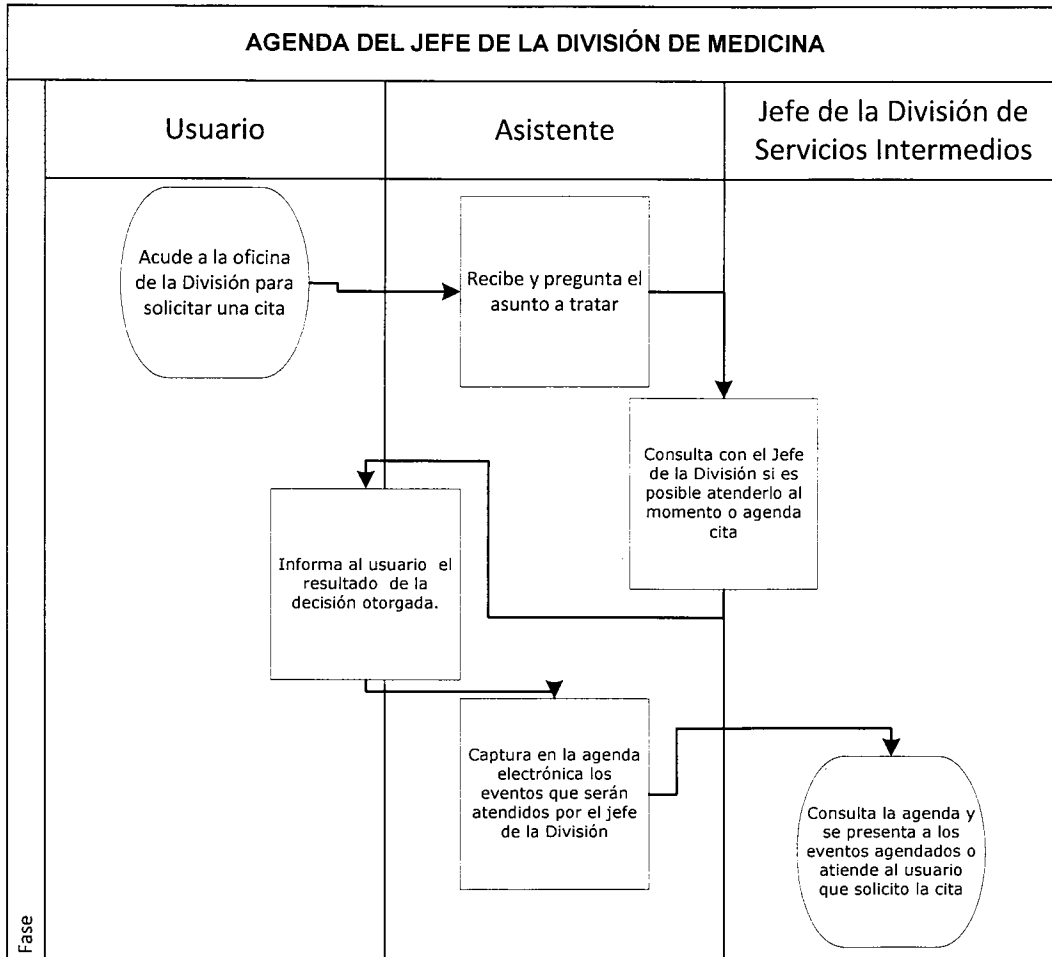 AGENDA DEL JEFE DE LA DIVISIÓN DE MEDICINA
Usuario
Asistente
Jefe de la División de
Servicios Intermedios
Acude a la oficina
de la División para
solicitar una cita
Recibe y pregunta el
asunto a tratar
Consulta con el Jefe
de la División si es
posible atenderlo al
momento o agenda
cita
Informa al usuario el
resultado de la
decisión otorgada.
Captura en la agenda
electrónica los
eventos que serán
atendidos por el jefe
de la División
Consulta la agenda y
se presenta a los
eventos agendados o
atiende al usuario
que solicito la cita
Fase